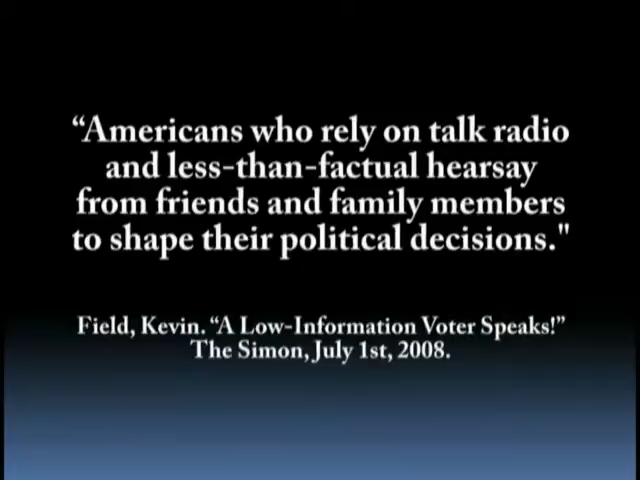 “Americans who rely on talk radio
and less-than-factual hearsay
from friends and family members
to shape their political decisions."
Field, Kevin. “A Low-Information Voter Speaks!”
The Simon, July 1st, 2008.